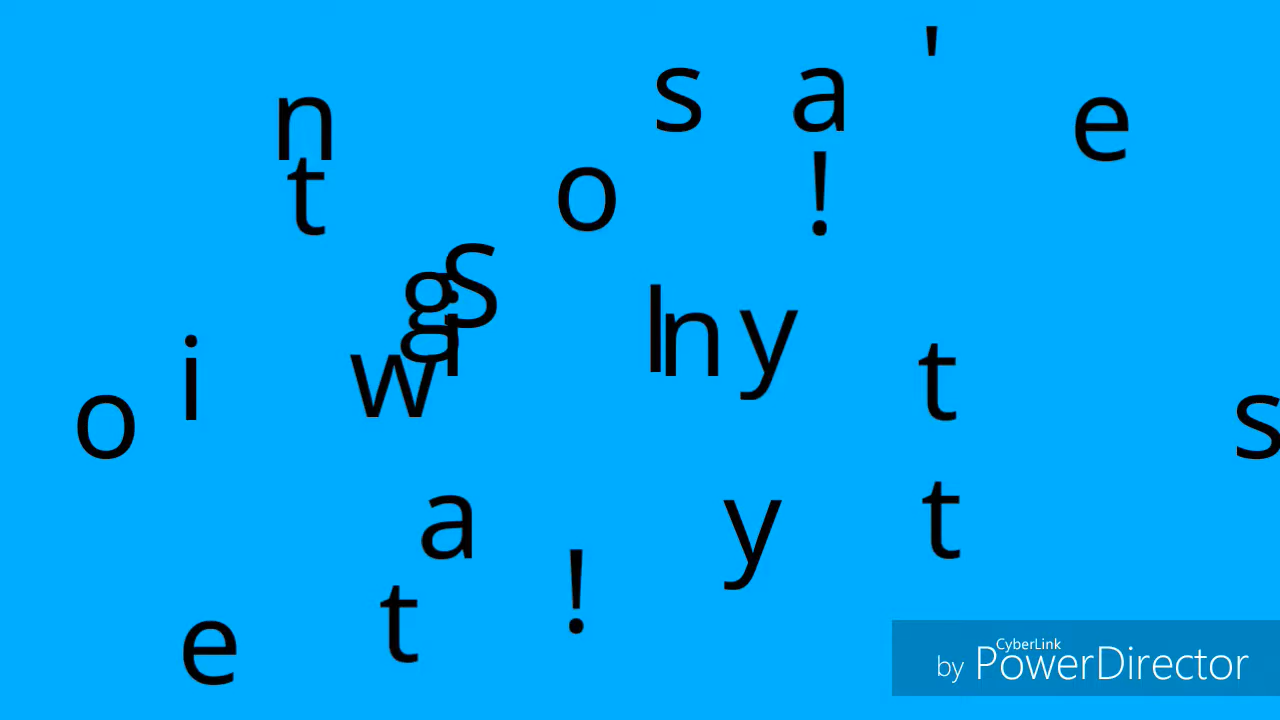 '
s a
n e
t o !
S
g
l n y
i w a i t
o s
a y t
t !
e
CyberLink
by PowerDirector